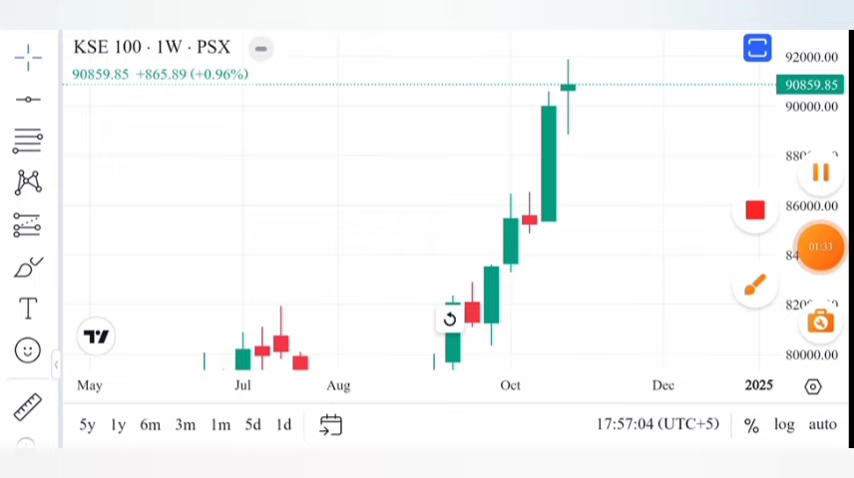 KSE 100 · 1W · PSX
90859.85 +865.89 (+0.96%)
92000.00
90859.85
90000.00
86000.00
01:33
80000.00
May Jul Aug Oct Dec 2025
5y 1y 6m 3m 1m 5d 1d
17:57:04 (UTC+5) % log auto